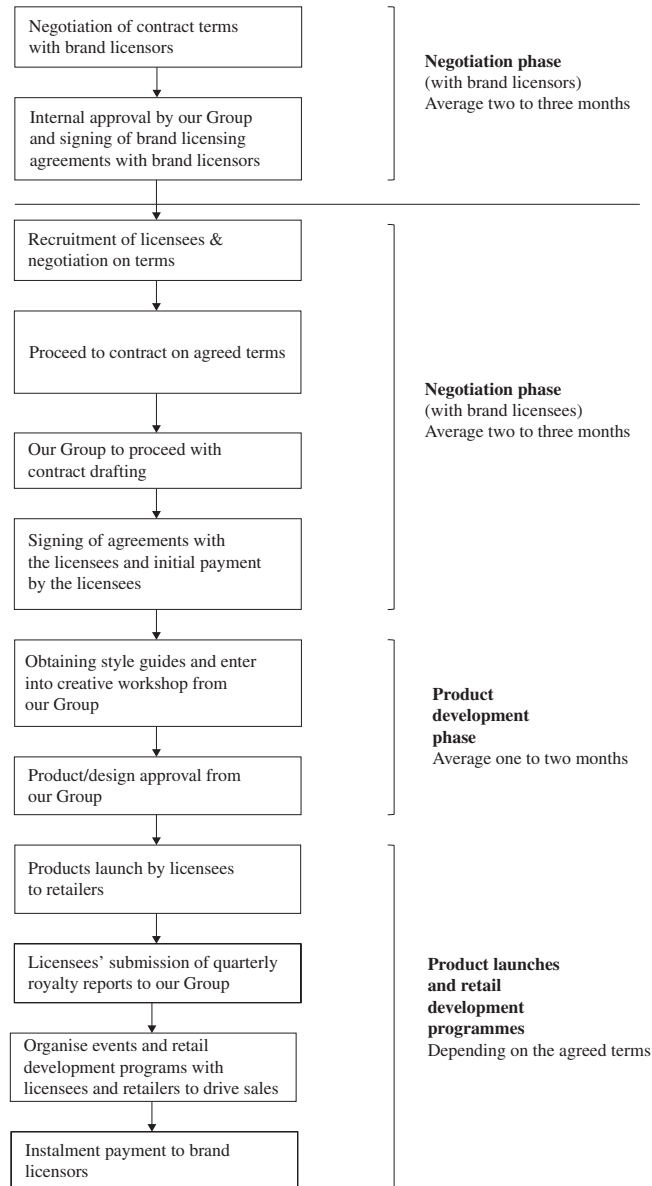 Negotiation of contract terms
with brand licensors
Internal approval by our Group
and signing of brand licensing
agreements with brand licensors
Negotiation phase
(with brand licensors)
Average two to three months
Recruitment of licensees &
negotiation on terms
Proceed to contract on agreed terms
Our Group to proceed with
contract drafting
Signing of agreements with
the licensees and initial payment
by the licensees
Negotiation phase
(with brand licensees)
Average two to three months
Obtaining style guides and enter
into creative workshop from
our Group
Product/design approval from
our Group
Product
development
phase
Average one to two months
Products launch by licensees
to retailers
Licensees’ submission of quarterly
royalty reports to our Group
Organise events and retail
development programs with
licensees and retailers to drive sales
Instalment payment to brand
licensors
Product launches
and retail
development
programmes
Depending on the agreed terms